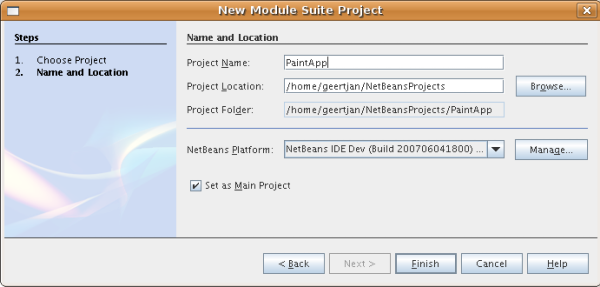 New Module Suite Project
Steps
1. Choose Project
2. Name and Location
Name and Location
Project Name: PaintApp
Project Location: /home/geertjan/NetBeansProjects Browse...
Project Folder: /home/geertjan/NetBeansProjects/PaintApp
NetBeans Platform: NetBeans IDE Dev (Build 200706041800) ... Manage...
Set as Main Project
< Back Next > Finish Cancel Help